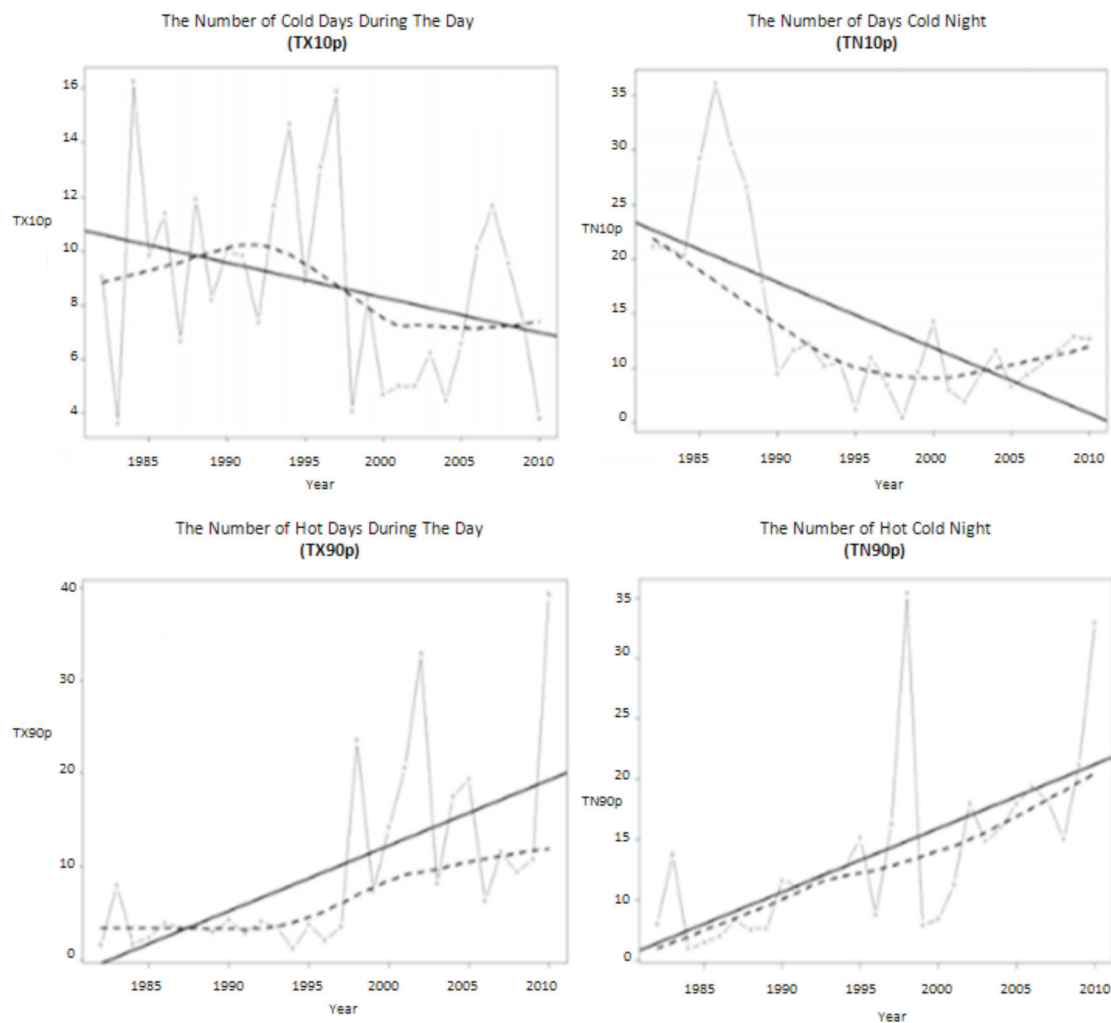 The Number of Cold Days During The Day
(TX10p)
16
14
12
TX10p
10
8
6
4
1985 1990 1995 2000 2005 2010
Year
The Number of Days Cold Night
(TN10p)
35
30
25
TN10p
20
15
10
0
1985 1990 1995 2000 2005 2010
Year
The Number of Hot Days During The Day
(TX90p)
40
30
TX90p
20
10
0
1985 1990 1995 2000 2005 2010
Year
The Number of Hot Cold Night
(TN90p)
35
30
25
20
TN90p
15
10
0
1985 1990 1995 2000 2005 2010
Year